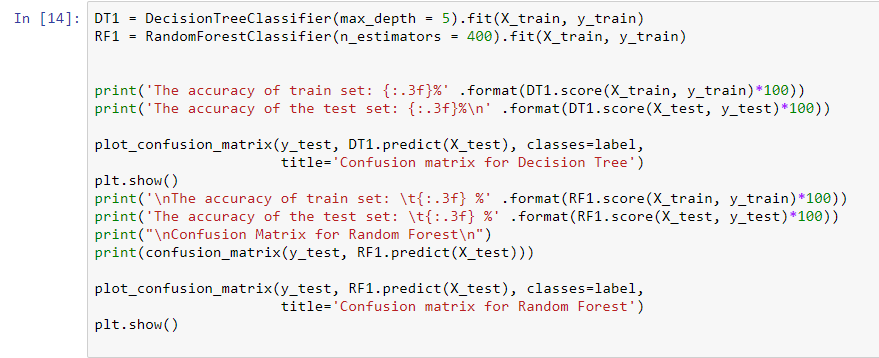 In [14]: DT1 = DecisionTreeClassifier(max_depth = 5).fit(X_train, y_train)
RF1 = RandomForestClassifier(n_estimators = 400).fit(X_train, y_train)
print('The accuracy of train set: {:.3f}%' .format(DT1.score(X_train, y_train)*100))
print('The accuracy of the test set: {:.3f}%\n' .format(DT1.score(X_test, y_test)*100))
plot_confusion_matrix(y_test, DT1.predict(X_test), classes=label,
title='Confusion matrix for Decision Tree')
plt.show()
print('\nThe accuracy of train set: \t{:.3f} %' .format(RF1.score(X_train, y_train)*100))
print('The accuracy of the test set: \t{:.3f} %' .format(RF1.score(X_test, y_test)*100))
print("\nConfusion Matrix for Random Forest\n")
print(confusion_matrix(y_test, RF1.predict(X_test)))
plot_confusion_matrix(y_test, RF1.predict(X_test), classes=label,
title='Confusion matrix for Random Forest')
plt.show()